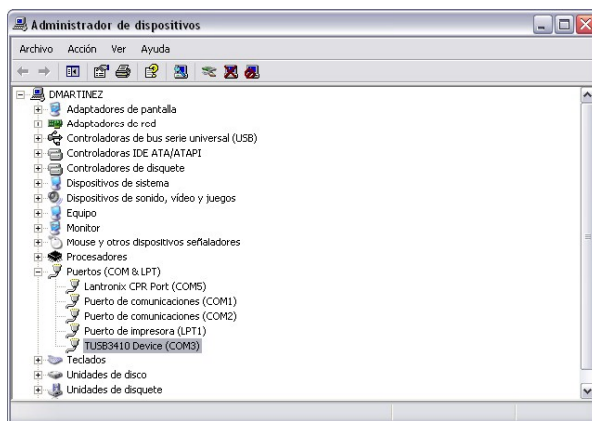 Administrador de dispositivos
Archivo Acción Ver Ayuda
DMARTINEZ
Adaptadores de pantalla
Adaptadores de red
Controladoras de bus serie universal (USB)
Controladoras IDE ATA/ATAPI
Controladores de disquete
Dispositivos de sistema
Dispositivos de sonido, vídeo y juegos
Equipo
Monitor
Mouse y otros dispositivos señaladores
Procesadores
Puertos (COM & LPT)
Lantronix CPR Port (COM5)
Puerto de comunicaciones (COM1)
Puerto de comunicaciones (COM2)
Puerto de impresora (LPT1)
TUSB3410 Device (COM3)
Teclados
Unidades de disco
Unidades de disquete